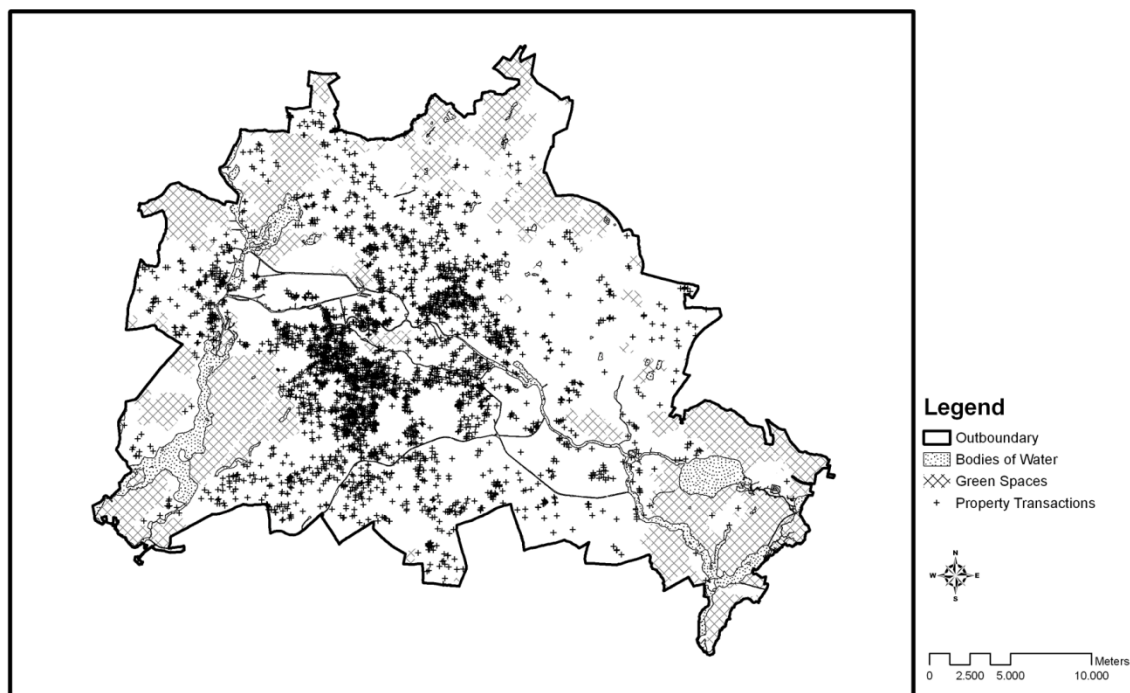 Legend
Outboundary
Bodies of Water
Green Spaces
Property Transactions
N
W E
S
Meters
0 2.500 5.000 10.000